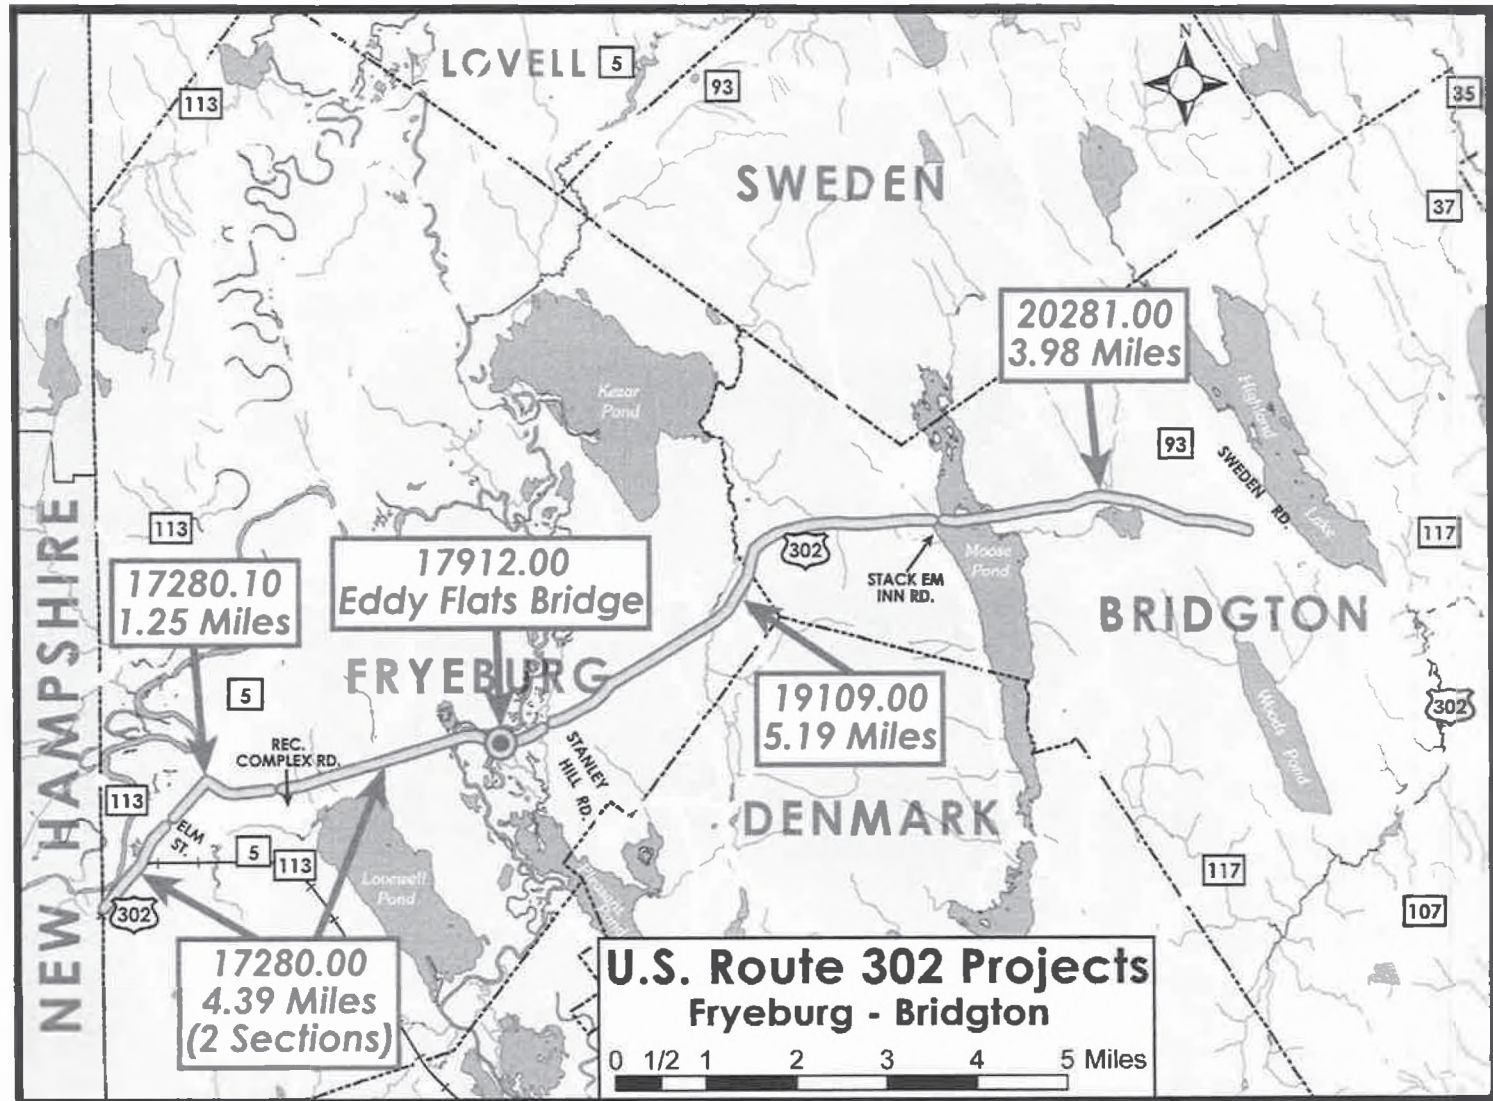 LOVELL
5
93
113
N
35
SWEDEN
37
20281.00
3.98 Miles
Kezar
Pond
Highland
Lake
93
SWEDEN
RD.
117
NEW HAMPSHIRE
113
17280.10
1.25 Miles
17912.00
Eddy Flats Bridge
302
STACK EM
INN RD.
Moose
Pond
BRIDGTON
FRYEBURG
5
19109.00
5.19 Miles
Woods Pond
302
REC.
COMPLEX RD.
STANLEY
HILL RD.
113
ELM
ST.
5
113
DENMARK
Lovewell
Pond
Pleasant
Pond
117
107
302
17280.00
4.39 Miles
(2 Sections)
U.S. Route 302 Projects
Fryeburg - Bridgton
0 1/2 1 2 3 4 5 Miles